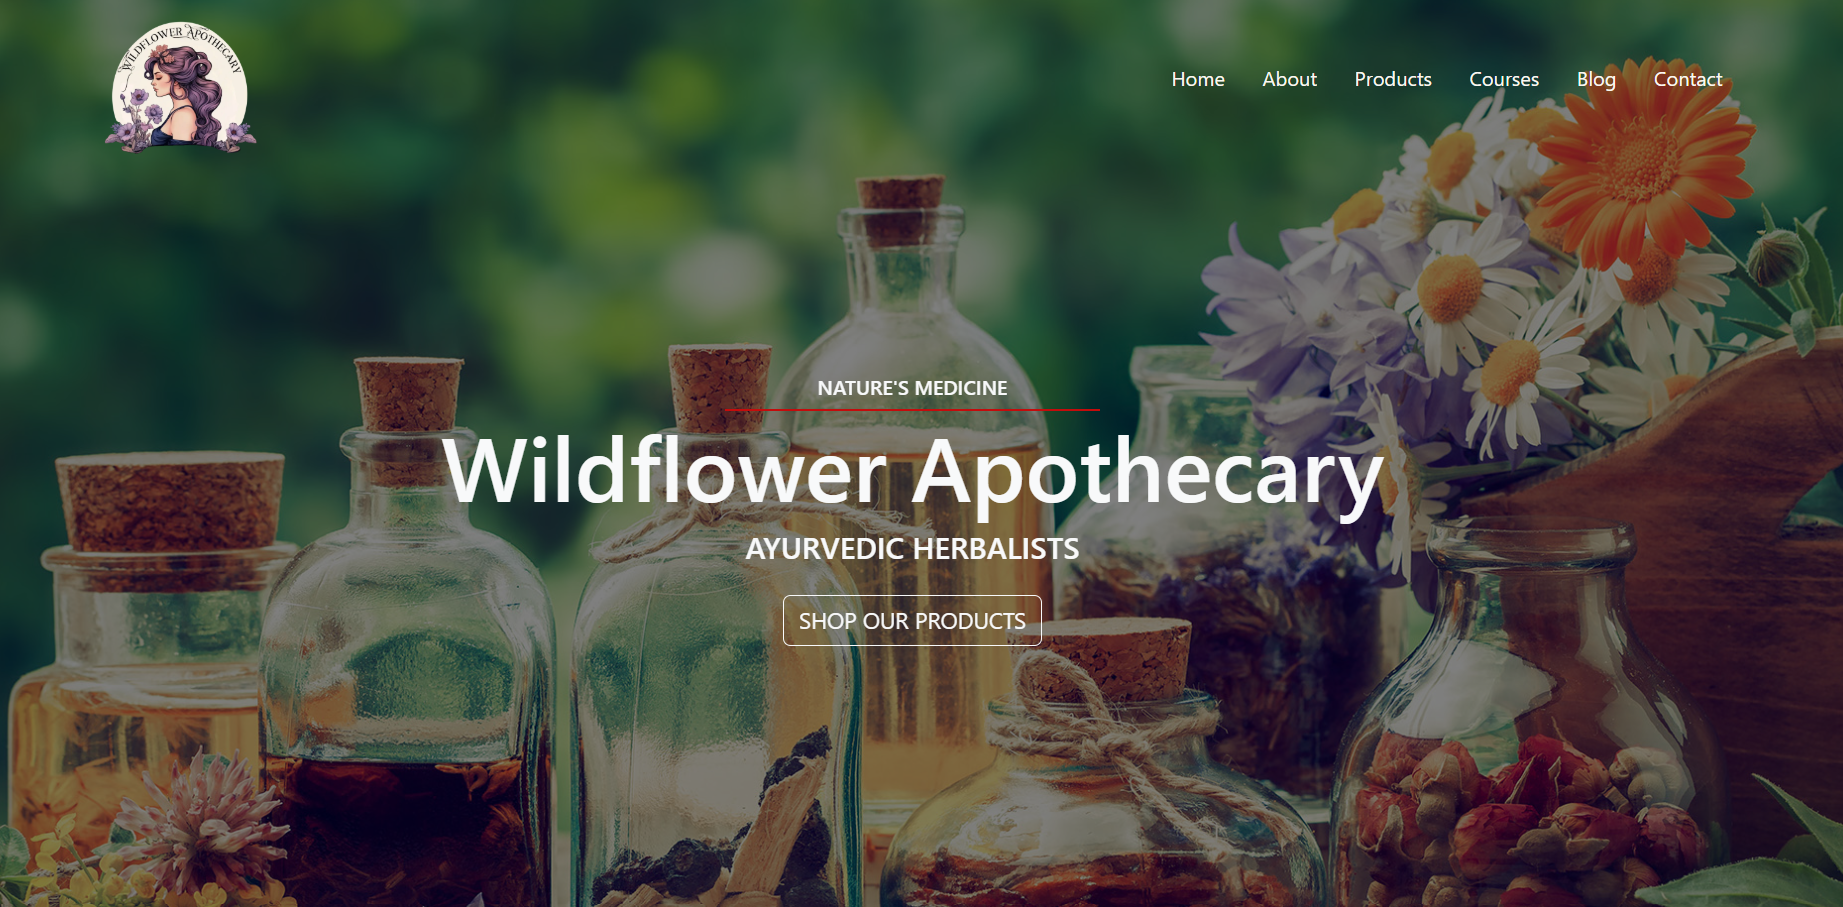 WILDFLOWER APOTHECARY
Home About Products Courses Blog Contact
NATURE'S MEDICINE
Wildflower Apothecary
AYURVEDIC HERBALISTS
SHOP OUR PRODUCTS